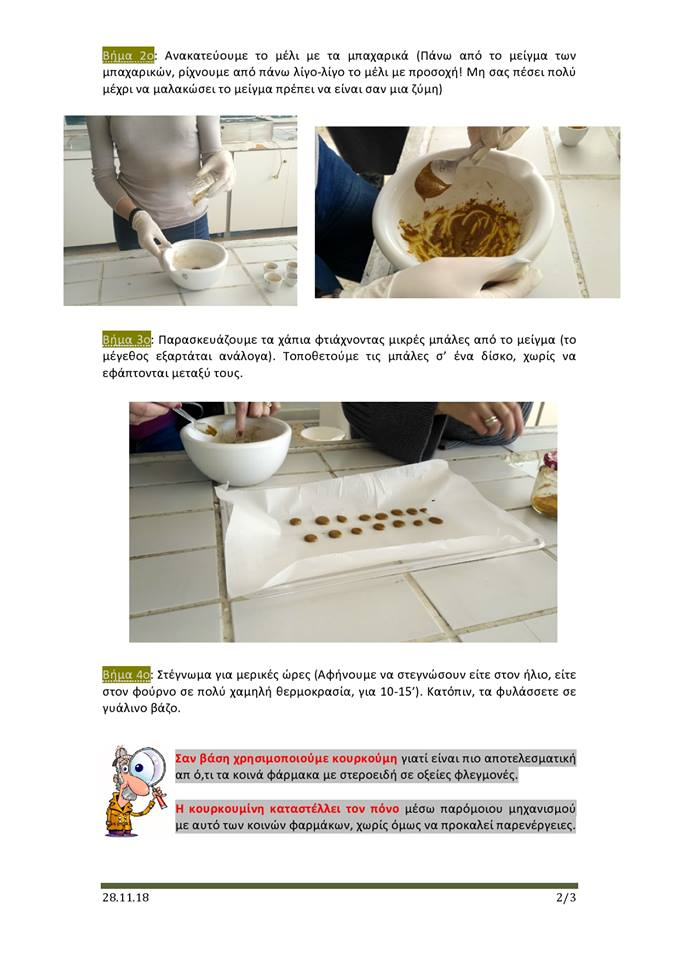 Βήμα 2ο: Ανακατεύουμε το μέλι με τα μπαχαρικά (Πάνω από το μείγμα των
μπαχαρικών, ρίχνουμε από πάνω λίγο-λίγο το μέλι με προσοχή! Μη σας πέσει πολύ
μέχρι να μαλακώσει το μείγμα πρέπει να είναι σαν μια ζύμη)
Βήμα 3ο: Παρασκευάζουμε τα χάπια φτιάχνοντας μικρές μπάλες από το μείγμα (το
μέγεθος εξαρτάται ανάλογα). Τοποθετούμε τις μπάλες σ’ ένα δίσκο, χωρίς να
εφάπτονται μεταξύ τους.
Βήμα 4ο: Στέγνωμα για μερικές ώρες (Αφήνουμε να στεγνώσουν είτε στον ήλιο, είτε
στον φούρνο σε πολύ χαμηλή θερμοκρασία, για 10-15’). Κατόπιν, τα φυλάσσετε σε
γυάλινο βάζο.
Σαν βάση χρησιμοποιούμε κουρκούμη γιατί είναι πιο αποτελεσματική
απ ό,τι τα κοινά φάρμακα με στεροειδή σε οξείες φλεγμονές.
Η κουρκουμίνη καταστέλλει τον πόνο μέσω παρόμοιου μηχανισμού
με αυτό των κοινών φαρμάκων, χωρίς όμως να προκαλεί παρενέργειες.
28.11.18 2/3